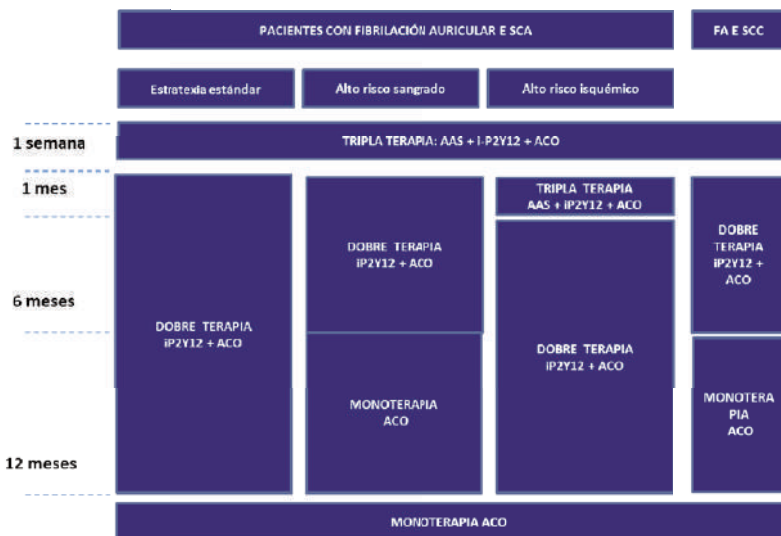 PACIENTES CON FIBRILACIÓN AURICULAR E SCA
FA E SCC
Estratexia estándar
Alto risco sangrado
Alto risco isquémico
1 semana
TRIPLA TERAPIA: AAS + i-P2Y12 + ACO
1 mes
TRIPLA TERAPIA
AAS + iP2Y12 + ACO
DOBRE TERAPIA
iP2Y12 + ACO
DOBRE
TERAPIA
iP2Y12 +
ACO
6 meses
DOBRE TERAPIA
iP2Y12 + ACO
DOBRE TERAPIA
iP2Y12 + ACO
MONOTERAPIA
ACO
MONOTERA
PIA
ACO
12 meses
MONOTERAPIA ACO